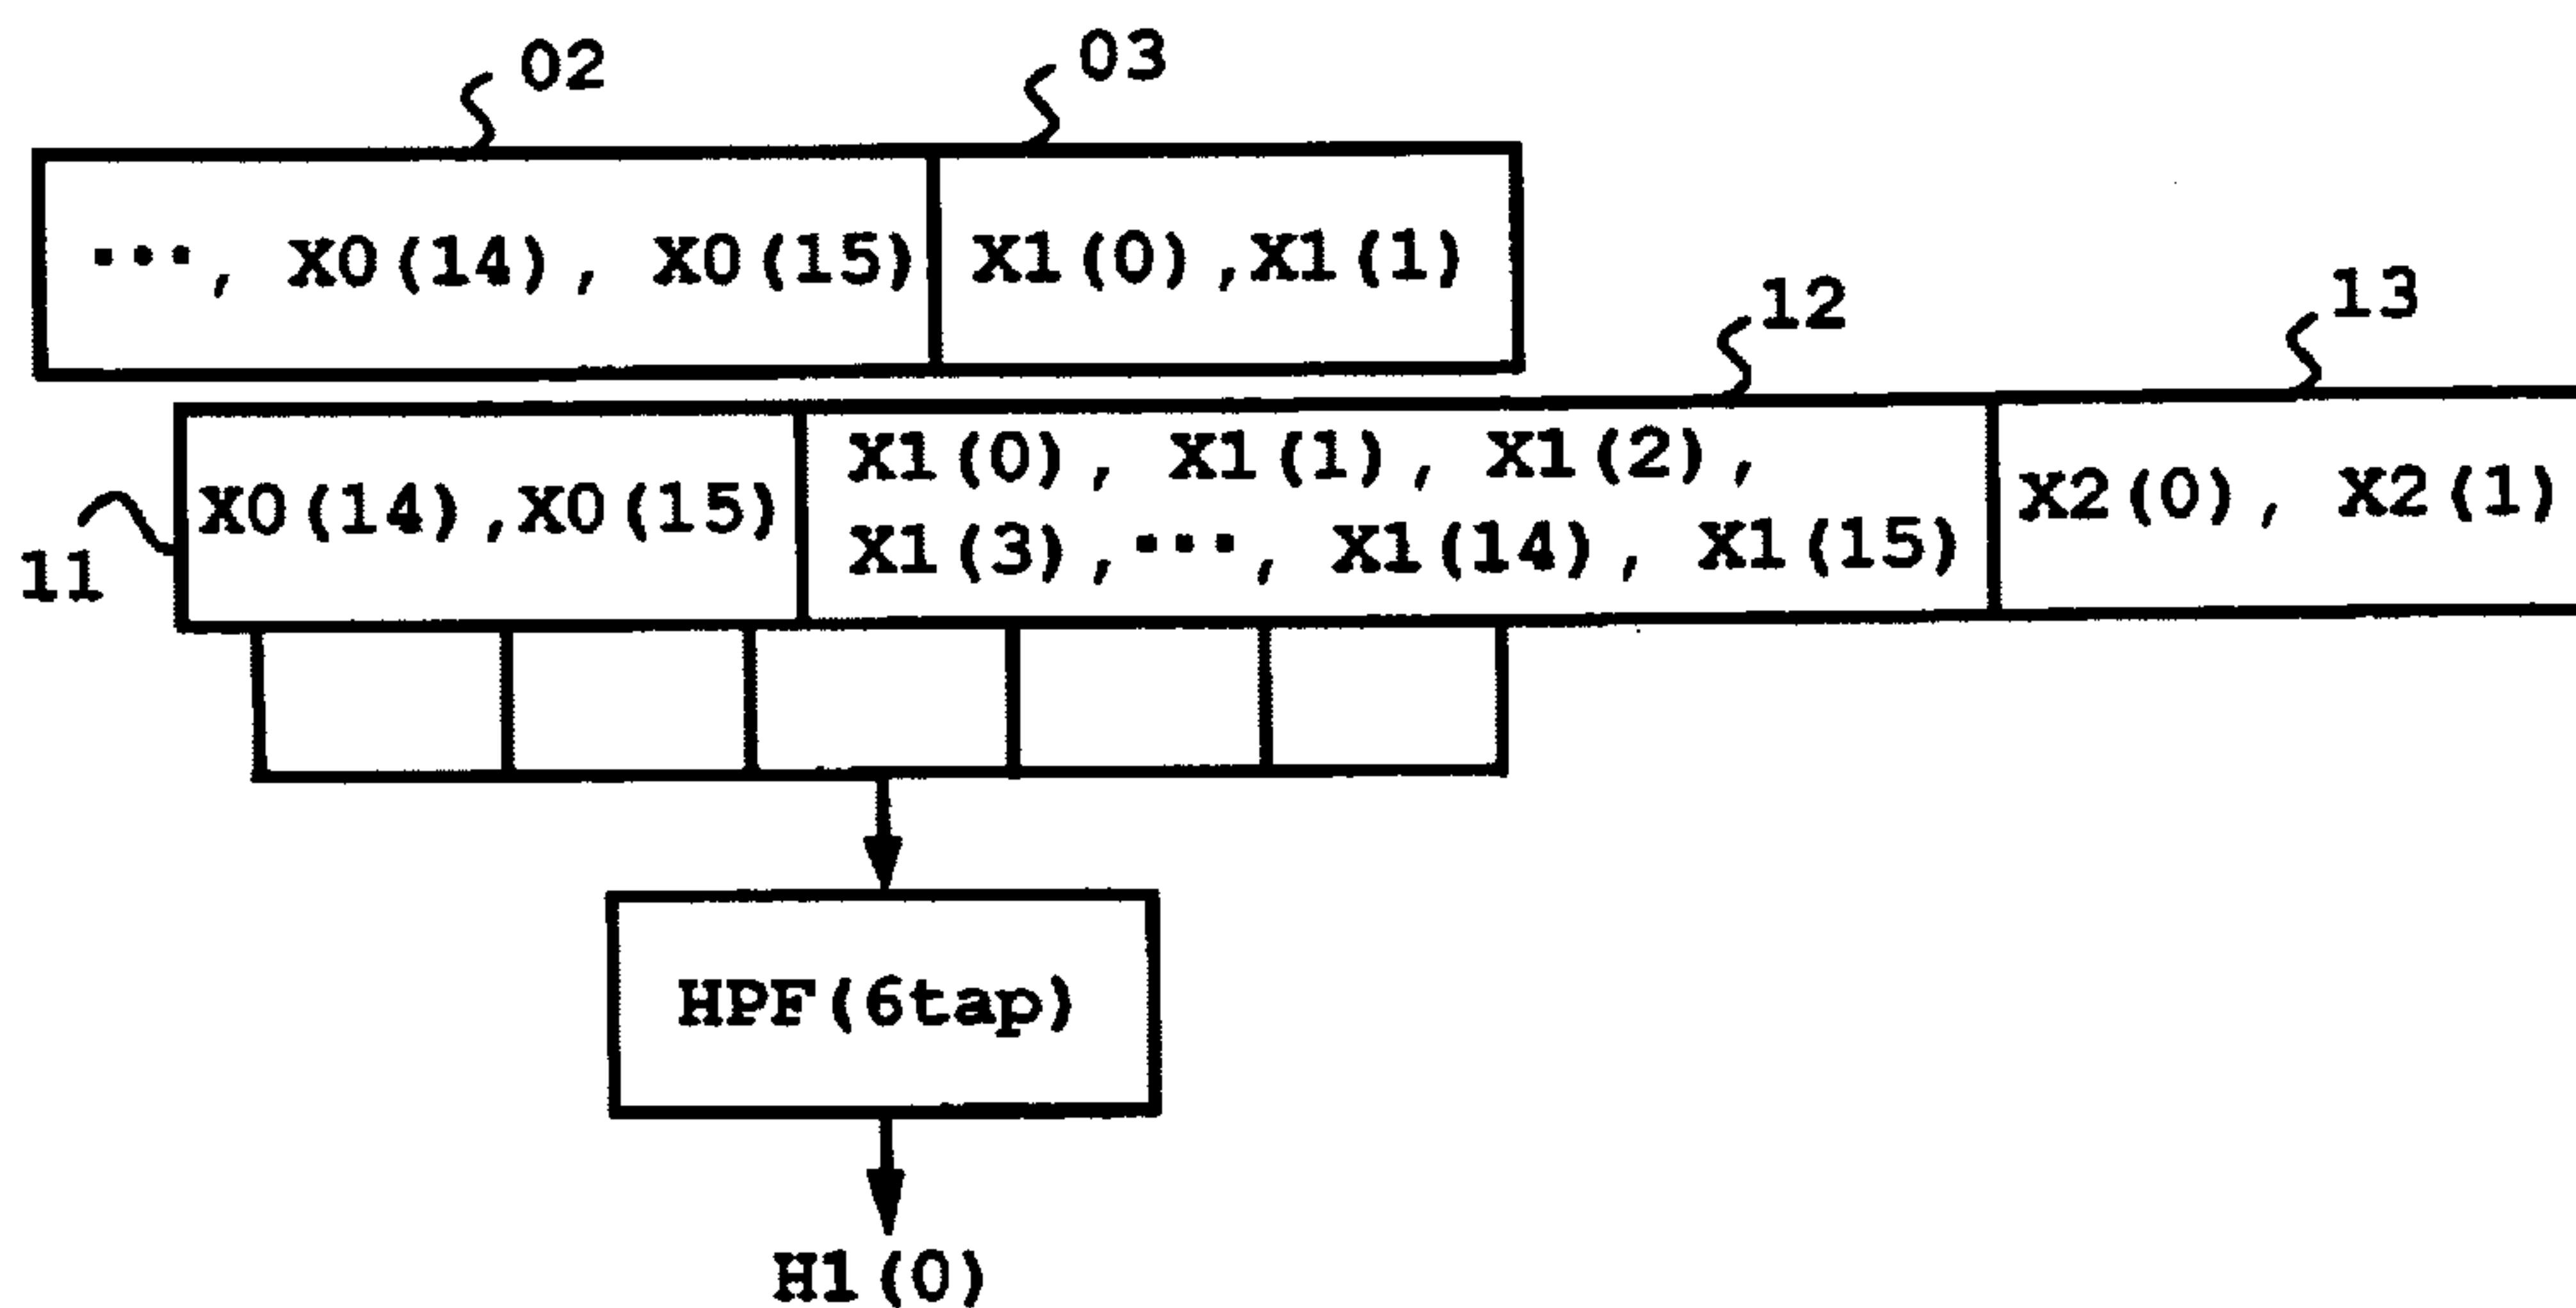 02
03
···, X0(14), X0(15)
X1(0),X1(1)
12
13
11
X0(14),X0(15)
X1(0), X1(1), X1(2),
X1(3),···, X1(14), X1(15)
X2(0), X2(1)
HPF(6tap)
H1(0)